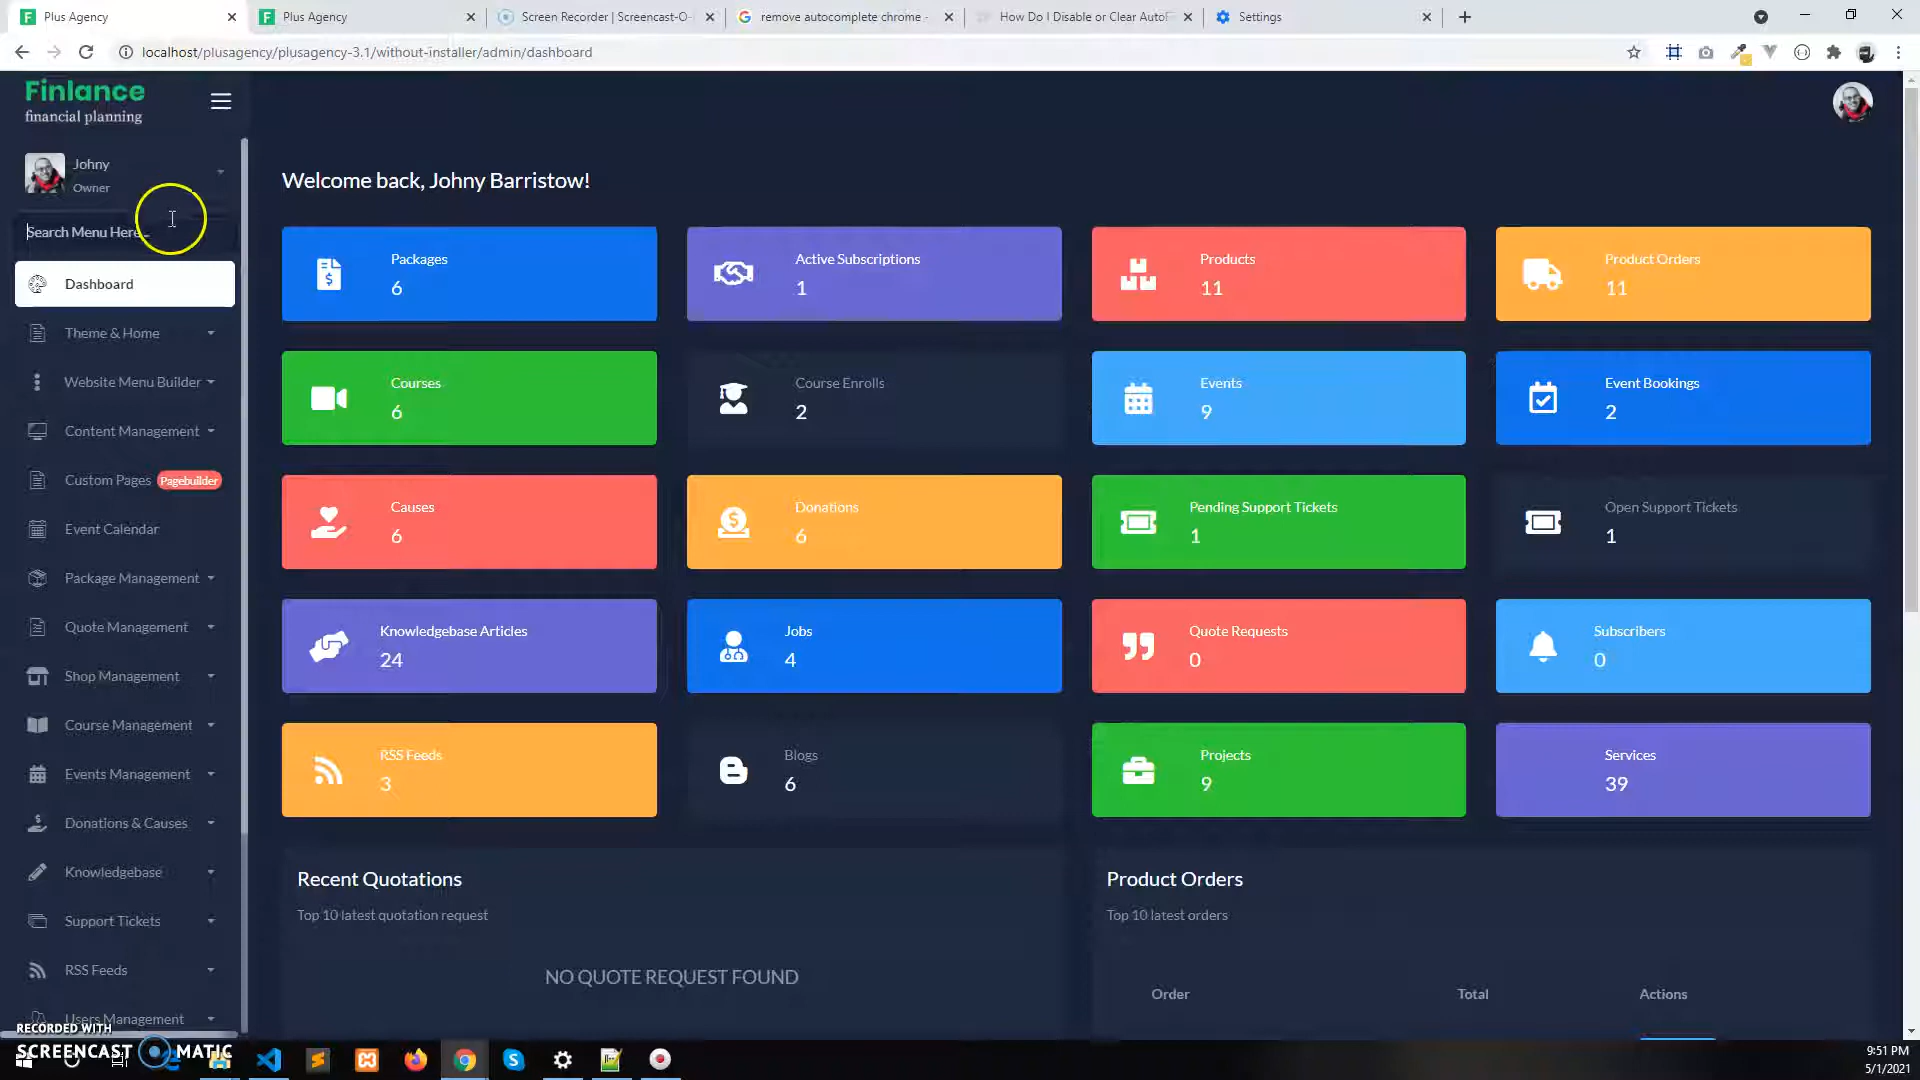 Plus Agency
Plus Agency
Screen Recorder | Screencast-O-
remove autocomplete chrome -
How Do I Disable or Clear AutoF
Settings
localhost/plusagency/plusagency-3.1/without-installer/admin/dashboard
Finlance
financial planning
Johny
Owner
Search Menu Here...
Dashboard
Theme & Home
Website Menu Builder
Content Management
Custom Pages Pagebuilder
Event Calendar
Package Management
Quote Management
Shop Management
Course Management
Events Management
Donations & Causes
Knowledgebase
Support Tickets
RSS Feeds
Users Management
Welcome back, Johny Barristow!
Packages
6
Active Subscriptions
1
Products
11
Product Orders
11
Courses
6
Course Enrolls
2
Events
9
Event Bookings
2
Causes
6
Donations
6
Pending Support Tickets
1
Open Support Tickets
1
Knowledgebase Articles
24
Jobs
4
Quote Requests
0
Subscribers
0
RSS Feeds
3
Blogs
6
Projects
9
Services
39
Recent Quotations
Top 10 latest quotation request
NO QUOTE REQUEST FOUND
Product Orders
Top 10 latest orders
Order Total Actions
RECORDED WITH
SCREENCAST MATIC
9:51 PM
5/1/2021